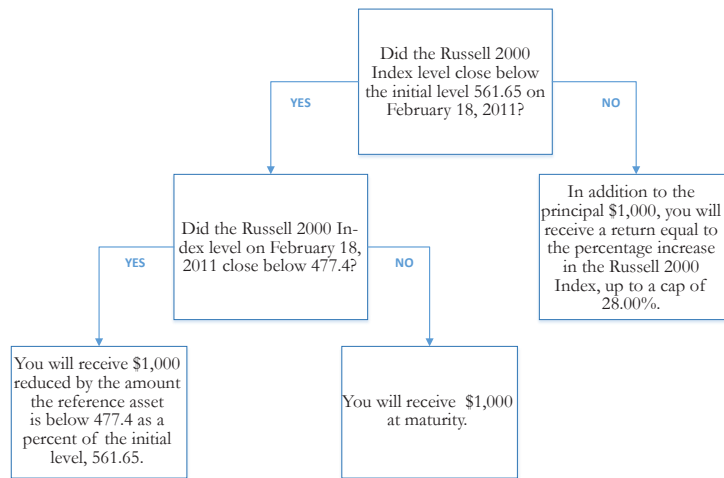 Did the Russell 2000
Index level close below
the initial level 561.65 on
February 18, 2011?
YES
NO
Did the Russell 2000 In-
dex level on February 18,
2011 close below 477.4?
In addition to the
principal $1,000, you will
receive a return equal to
the percentage increase
in the Russell 2000
Index, up to a cap of
28.00%.
YES
NO
You will receive $1,000
reduced by the amount
the reference asset
is below 477.4 as a
percent of the initial
level, 561.65.
You will receive $1,000
at maturity.